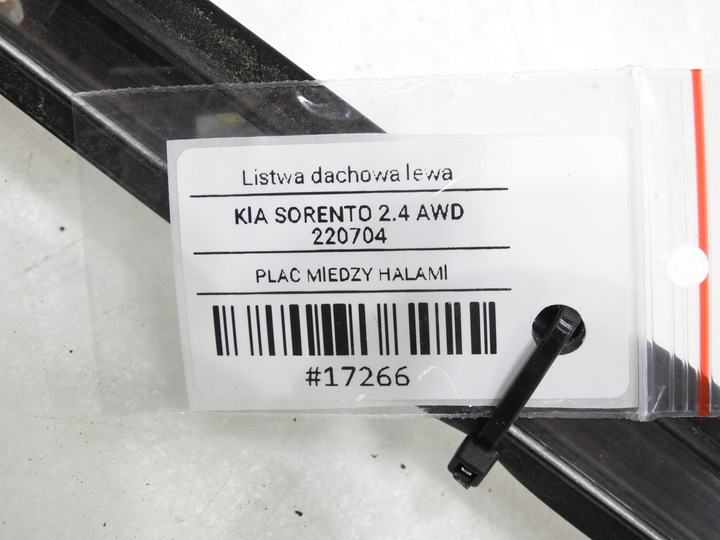 Listwa dachowa lewa
KIA SORENTO 2.4 AWD
220704
PLAC MIEDZY HALAMI
#17266